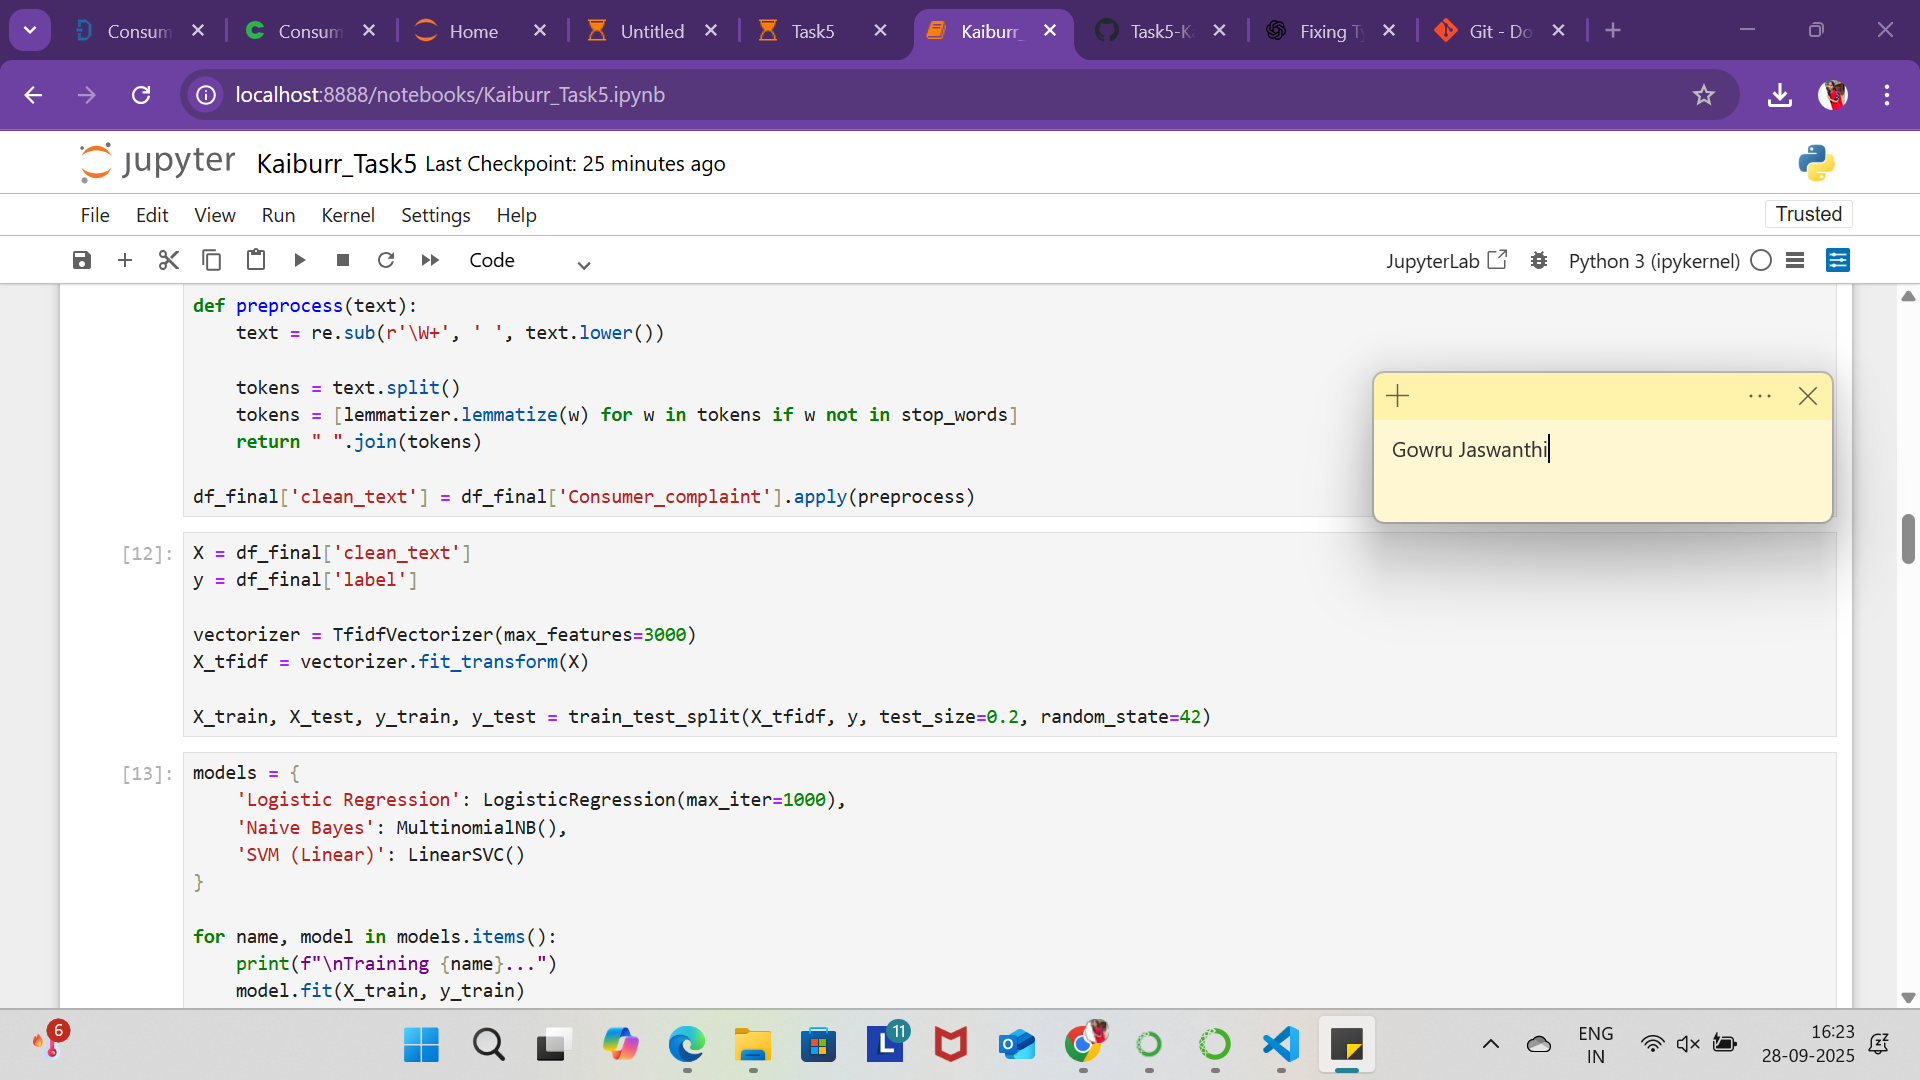 Consum
Consum
Home
Untitled
Task5
Kaiburr_
Task5-Ka
Fixing Ty
Git - Do
localhost:8888/notebooks/Kaiburr_Task5.ipynb
jupyter
Kaiburr_Task5 Last Checkpoint: 25 minutes ago
File Edit View Run Kernel Settings Help
Trusted
Code
JupyterLab
Python 3 (ipykernel)
def preprocess(text):
    text = re.sub(r'\W+', ' ', text.lower())
    tokens = text.split()
    tokens = [lemmatizer.lemmatize(w) for w in tokens if w not in stop_words]
    return " ".join(tokens)
df_final['clean_text'] = df_final['Consumer_complaint'].apply(preprocess)
Gowru Jaswanthi
[12]:
X = df_final['clean_text']
y = df_final['label']
vectorizer = TfidfVectorizer(max_features=3000)
X_tfidf = vectorizer.fit_transform(X)
X_train, X_test, y_train, y_test = train_test_split(X_tfidf, y, test_size=0.2, random_state=42)
[13]:
models = {
    'Logistic Regression': LogisticRegression(max_iter=1000),
    'Naive Bayes': MultinomialNB(),
    'SVM (Linear)': LinearSVC()
}
for name, model in models.items():
    print(f"\nTraining {name}...")
    model.fit(X_train, y_train)
6
L
11
ENG
IN
16:23
28-09-2025